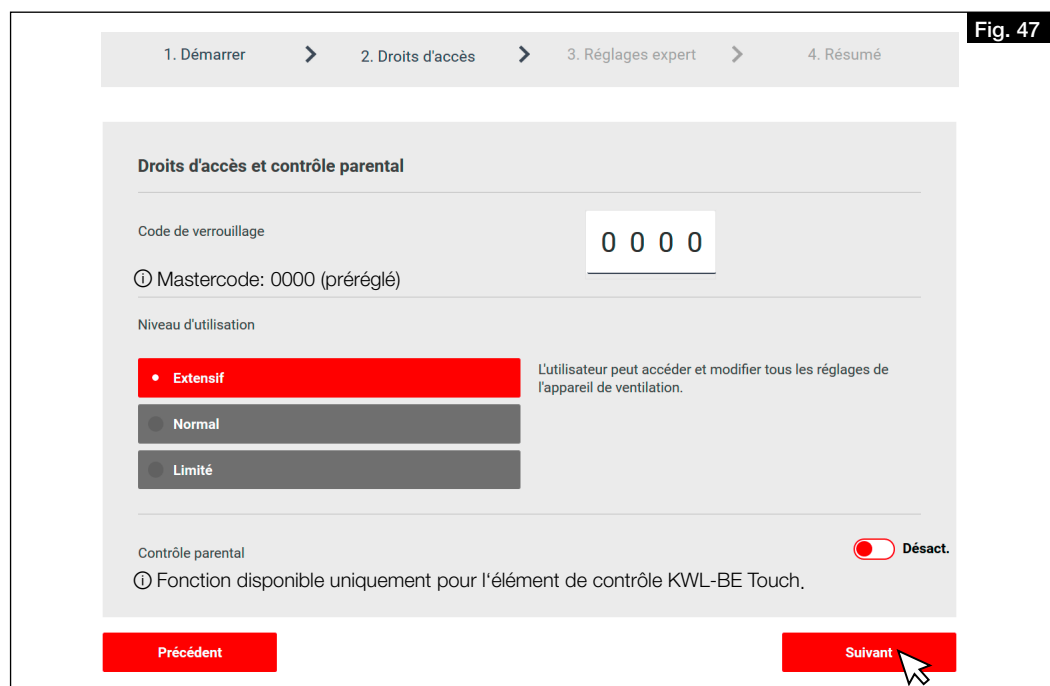 Fig. 47
1. Démarrer > 2. Droits d'accès > 3. Réglages expert > 4. Résumé
Droits d'accès et contrôle parental
Code de verrouillage
0 0 0 0
ⓘ Mastercode: 0000 (préréglé)
Niveau d'utilisation
Extensif
L'utilisateur peut accéder et modifier tous les réglages de
l'appareil de ventilation.
Normal
Limité
Contrôle parental
Désact.
ⓘ Fonction disponible uniquement pour l‘élément de contrôle KWL-BE Touch.
Précédent
Suivant